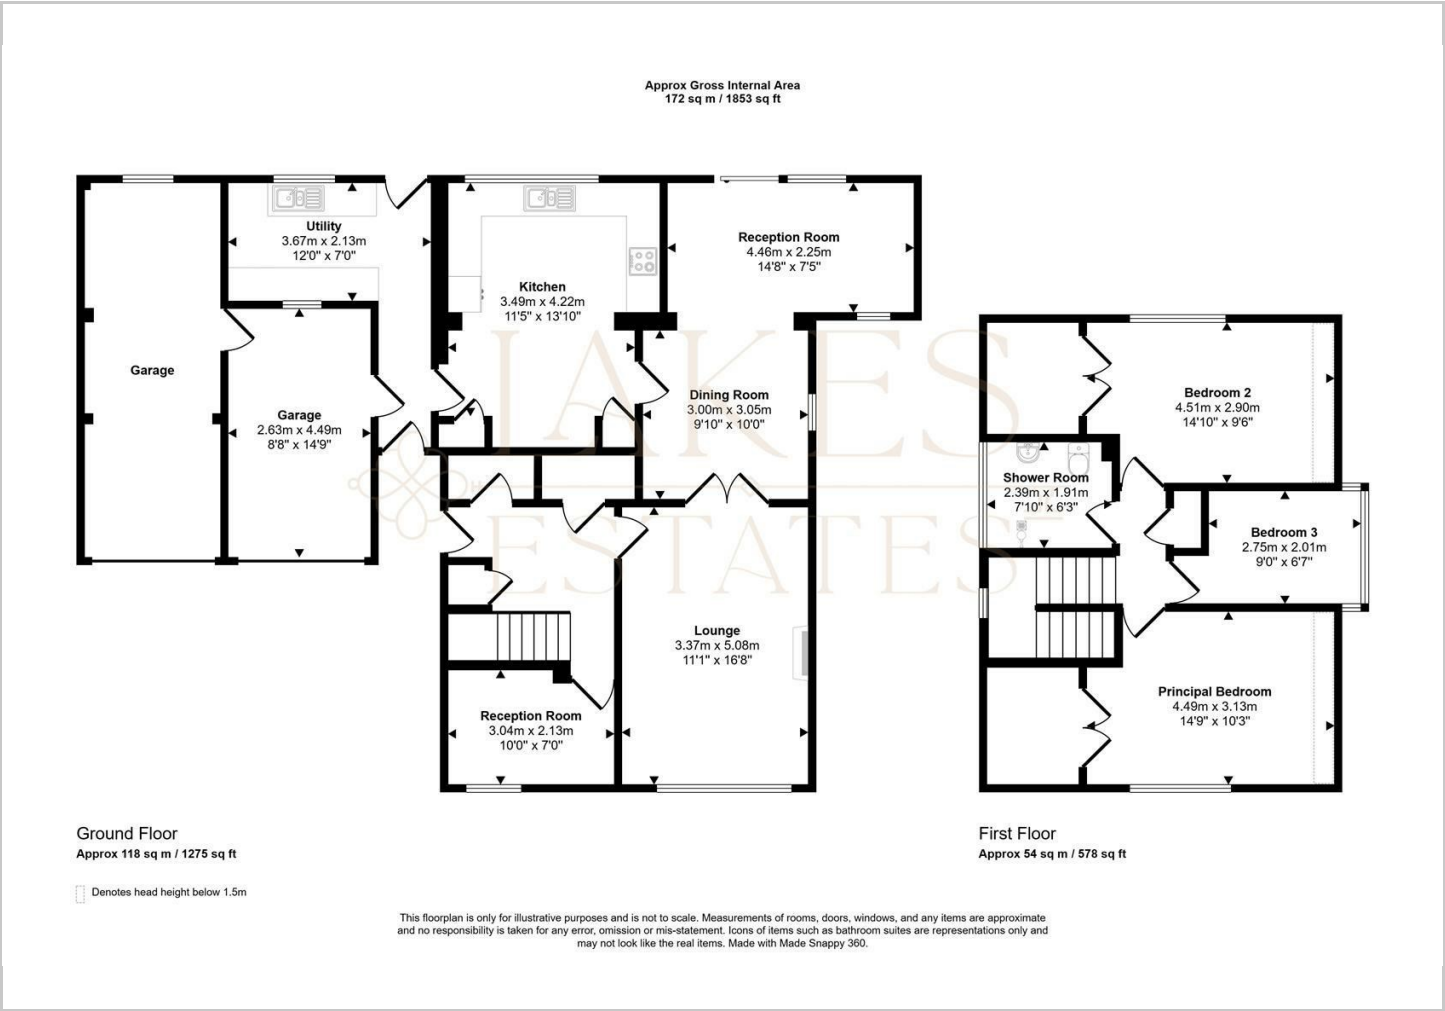 Approx Gross Internal Area
172 sq m / 1853 sq ft
Utility
3.67m x 2.13m
12'0" x 7'0"
Reception Room
4.46m x 2.25m
14'8" x 7'5"
Kitchen
3.49m x 4.22m
11'5" x 13'10"
Garage
Garage
2.63m x 4.49m
8'8" x 14'9"
Dining Room
3.00m x 3.05m
9'10" x 10'0"
LAKES
ESTATES
Lounge
3.37m x 5.08m
11'1" x 16'8"
Reception Room
3.04m x 2.13m
10'0" x 7'0"
Bedroom 2
4.51m x 2.90m
14'10" x 9'6"
Shower Room
2.39m x 1.91m
7'10" x 6'3"
Bedroom 3
2.75m x 2.01m
9'0" x 6'7"
Principal Bedroom
4.49m x 3.13m
14'9" x 10'3"
Ground Floor
Approx 118 sq m / 1275 sq ft
First Floor
Approx 54 sq m / 578 sq ft
Denotes head height below 1.5m
This floorplan is only for illustrative purposes and is not to scale. Measurements of rooms, doors, windows, and any items are approximate
and no responsibility is taken for any error, omission or mis-statement. Icons of items such as bathroom suites are representations only and
may not look like the real items. Made with Made Snappy 360.